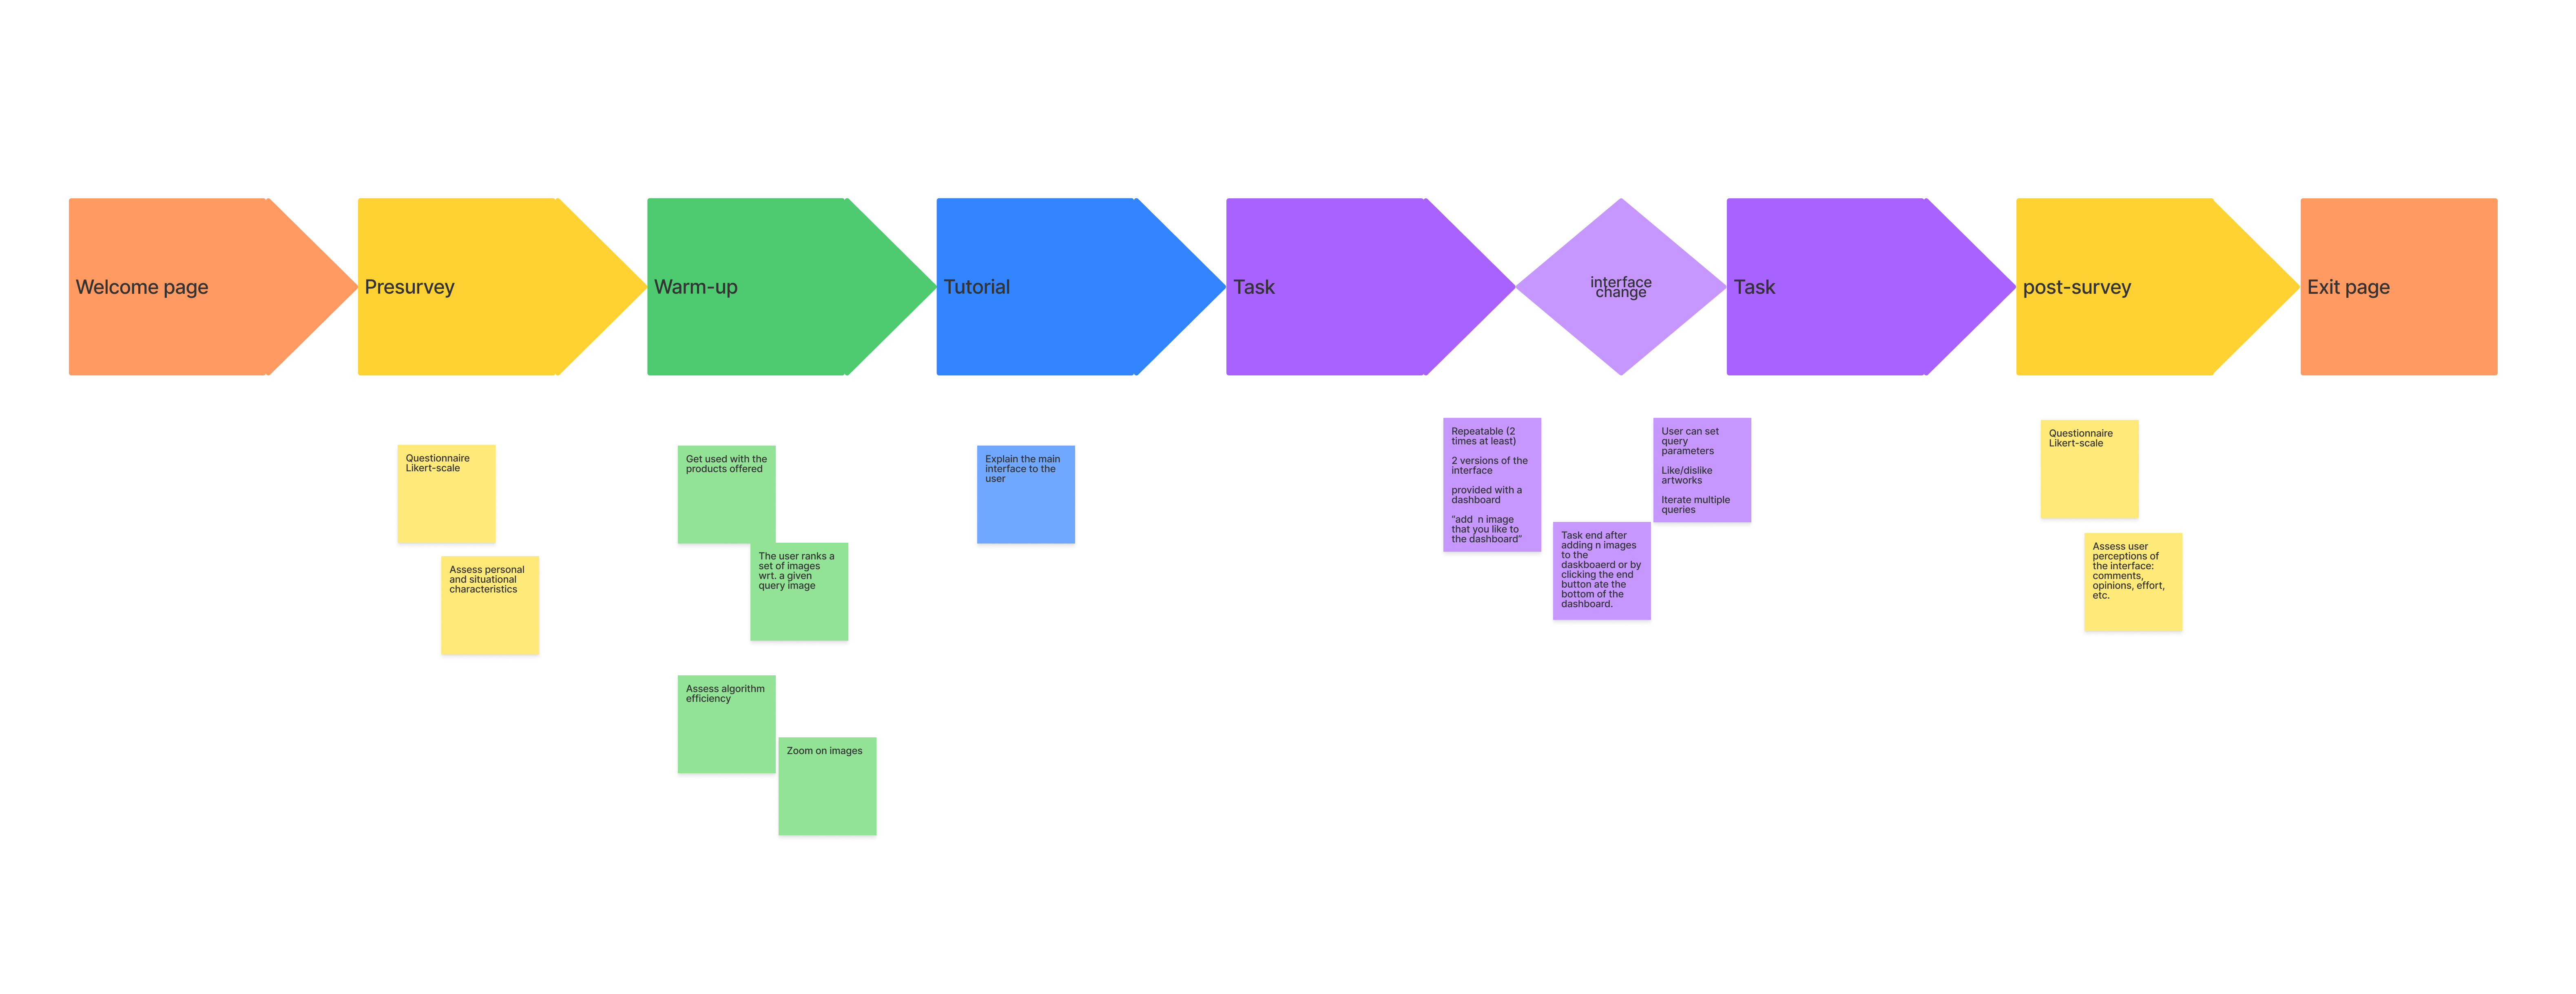 Welcome page
Presurvey
Warm-up
Tutorial
Task
interface
change
Task
post-survey
Exit page
Questionnaire
Likert-scale
Assess personal
and situational
characteristics
Get used with the
products offered
The user ranks a
set of images
wrt. a given
query image
Assess algorithm
efficiency
Zoom on images
Explain the main
interface to the
user
Repeatable (2
times at least)
2 versions of the
interface
provided with a
dashboard
"add  n image
that you like to
the dashboard"
Task end after
adding n images
to the
daskboaerd or by
clicking the end
button ate the
bottom of the
dashboard.
User can set
query
parameters
Like/dislike
artworks
Iterate multiple
queries
Questionnaire
Likert-scale
Assess user
perceptions of
the interface:
comments,
opinions, effort,
etc.